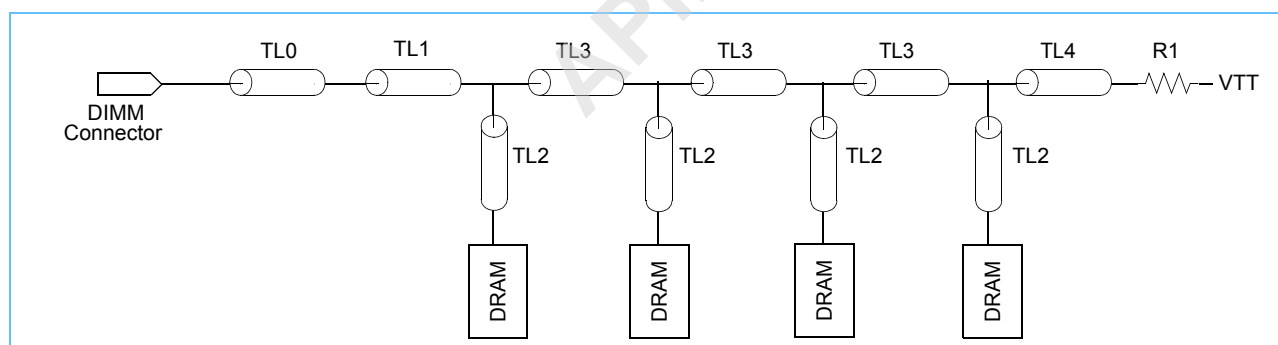 TL0
TL1
TL3
TL3
TL3
TL4
R1
VTT
DIMM
Connector
TL2
TL2
TL2
TL2
DRAM
DRAM
DRAM
DRAM